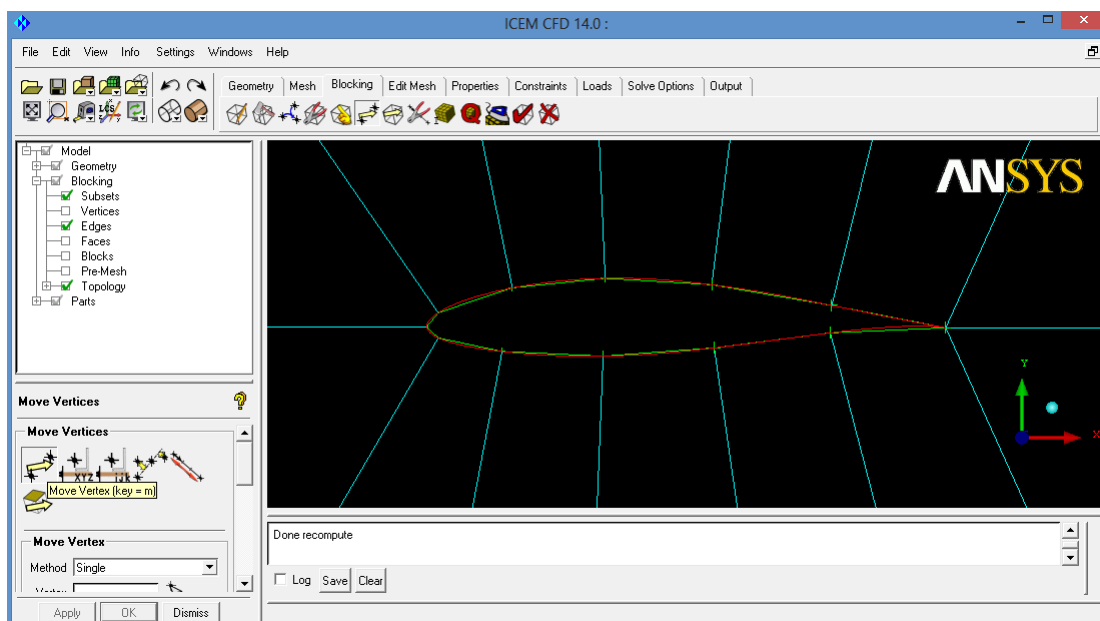 ICEM CFD 14.0 :
File Edit View Info Settings Windows Help
Geometry Mesh Blocking Edit Mesh Properties Constraints Loads Solve Options Output
Model
Geometry
Blocking
Subsets
Vertices
Edges
Faces
Blocks
Pre-Mesh
Topology
Parts
ANSYS
Y
X
Move Vertices
Move Vertices
XYZ
IJK
Move Vertex (key = m)
Move Vertex
Method Single
Apply OK Dismiss
Done recompute
Log Save Clear